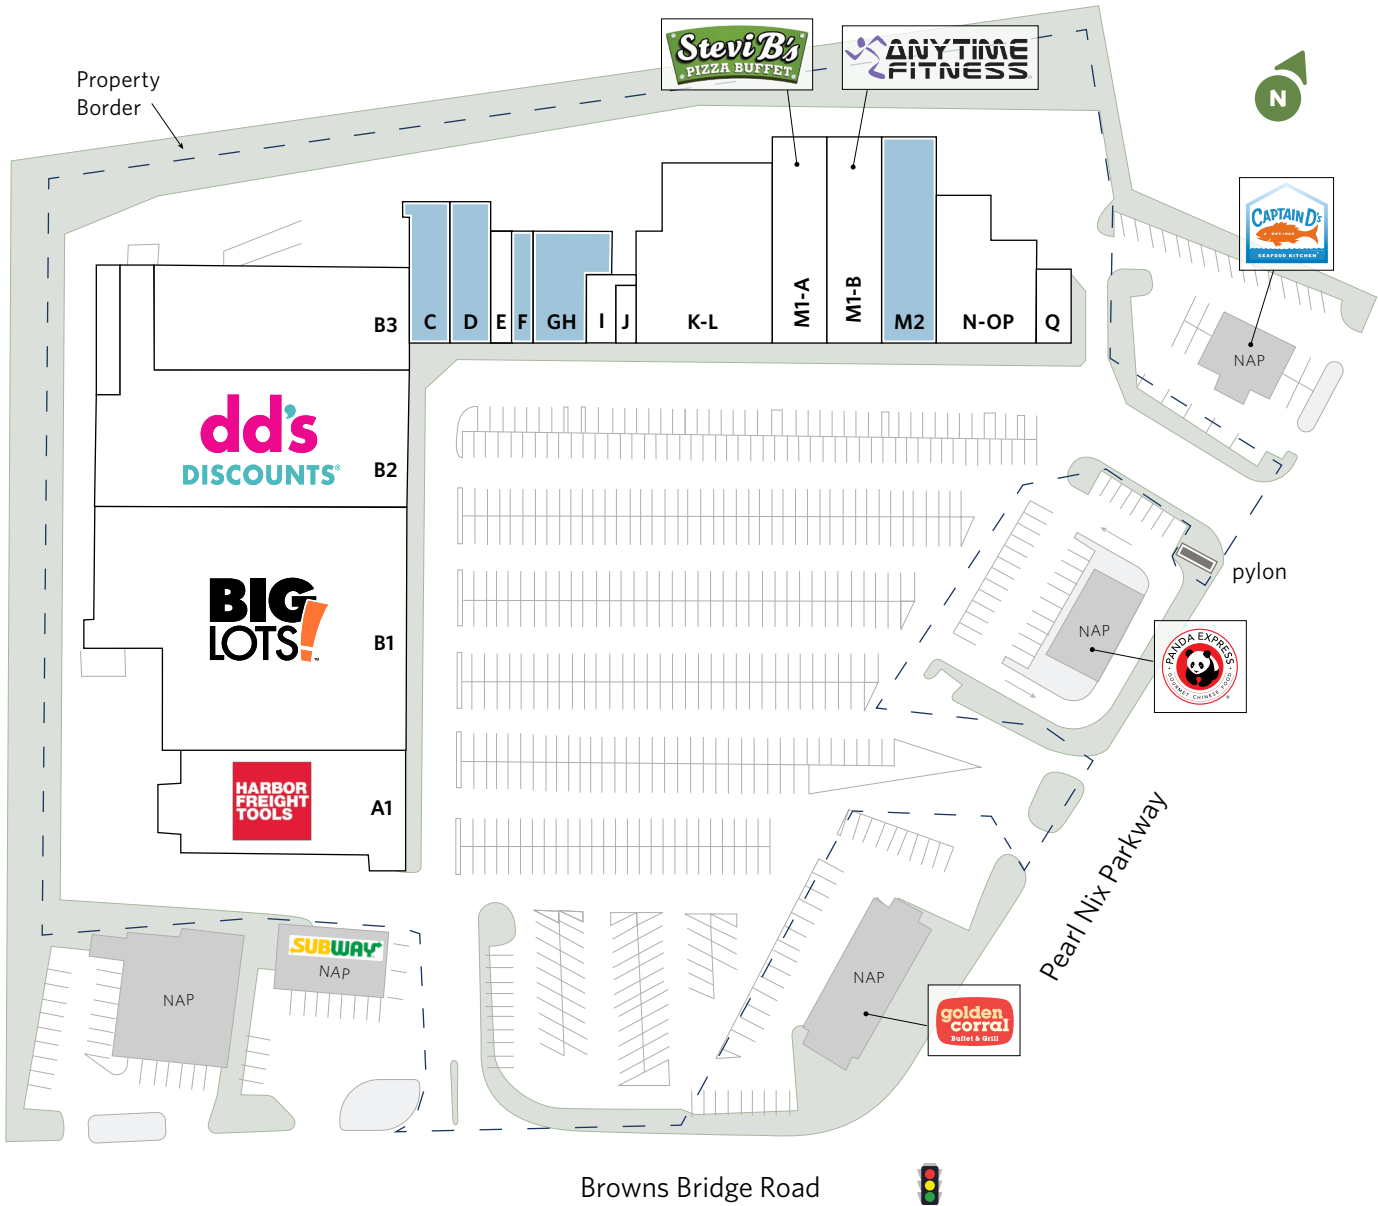 Stevi B's
PIZZA BUFFET
ANYTIME
FITNESS
Property
Border
N
CAPTAIN D's
SEAFOOD KITCHEN
B3
C
D
E
F
GH
I
J
K-L
M1-A
M1-B
M2
N-OP
Q
NAP
dd's
DISCOUNTS®
B2
pylon
BIG
LOTS!
B1
NAP
PANDA EXPRESS
GOURMET CHINESE FOOD
HARBOR
FREIGHT
TOOLS
A1
Pearl Nix Parkway
SUBWAY
NAP
NAP
NAP
golden
corral
Buffet & Grill
Browns Bridge Road